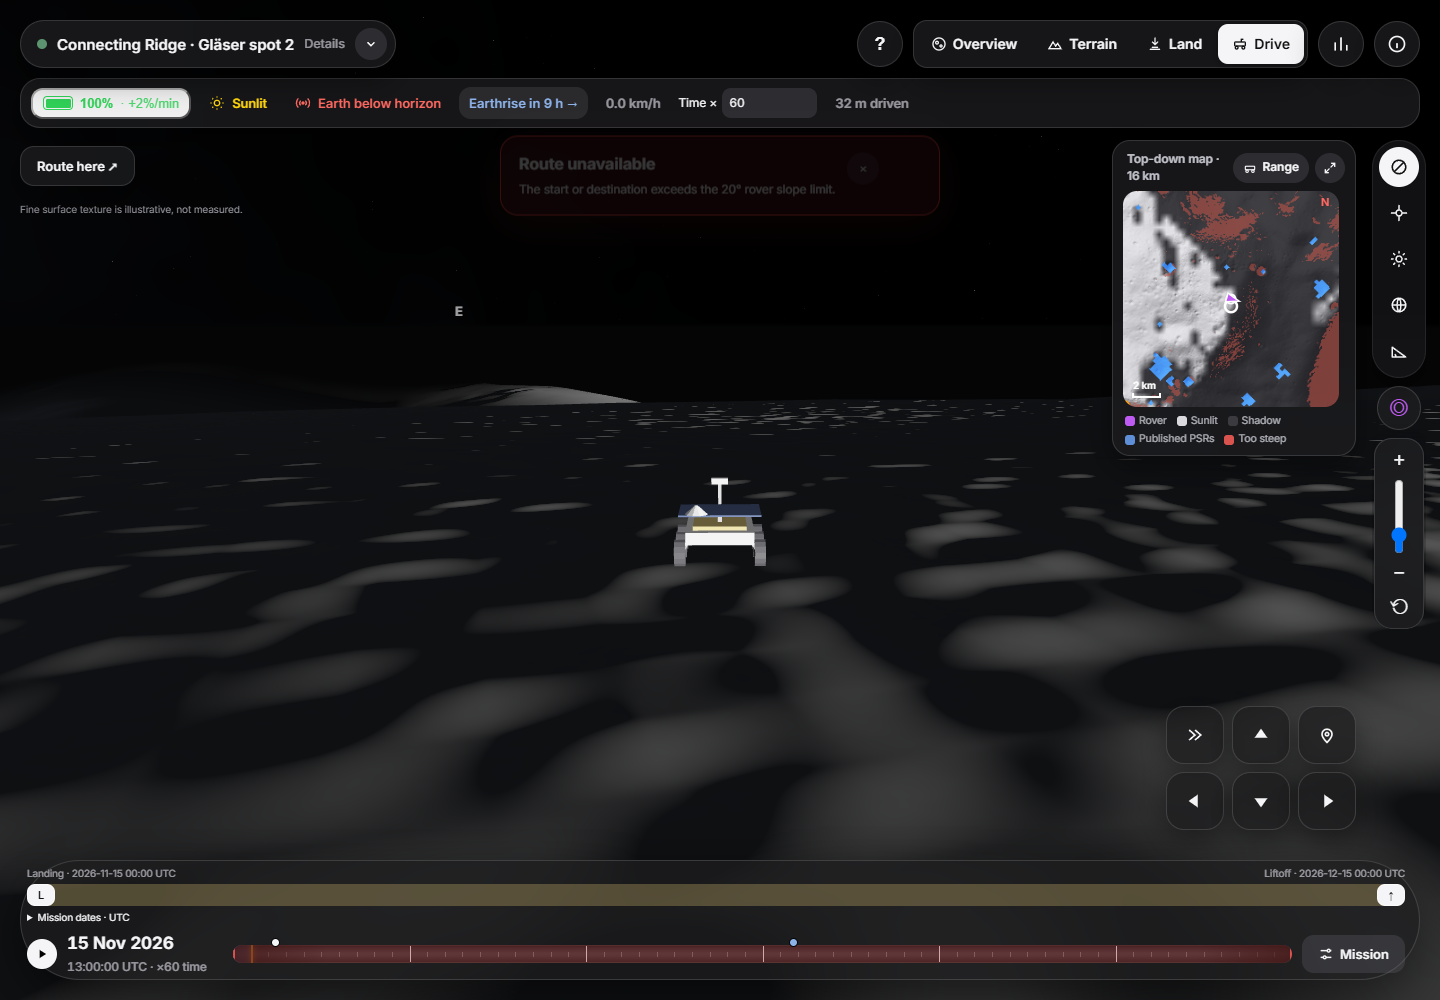 Connecting Ridge · Gläser spot 2 Details
?
Overview
Terrain
Land
Drive
100% · +2%/min
Sunlit
Earth below horizon
Earthrise in 9 h →
0.0 km/h
Time × 60
32 m driven
Route here ↗
Fine surface texture is illustrative, not measured.
Route unavailable
×
The start or destination exceeds the 20° rover slope limit.
Top-down map ·
16 km
Range
N
2 km
Rover Sunlit Shadow
Published PSRs Too steep
E
+
−
Landing · 2026-11-15 00:00 UTC
Liftoff · 2026-12-15 00:00 UTC
L
↑
Mission dates · UTC
15 Nov 2026
13:00:00 UTC · ×60 time
Mission